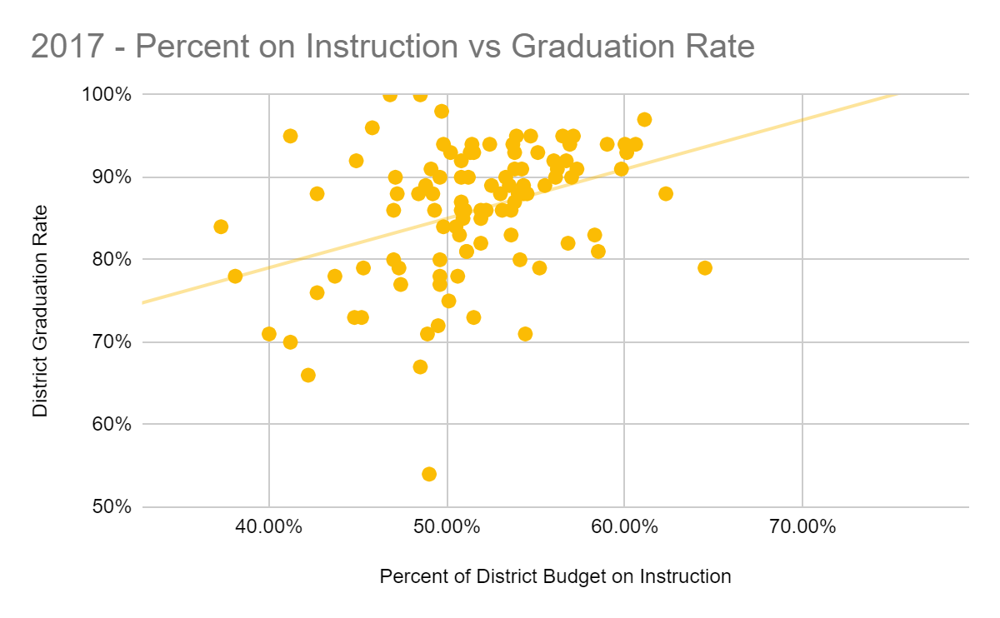 2017 - Percent on Instruction vs Graduation Rate
100%
90%
80%
70%
60%
50%
District Graduation Rate
40.00% 50.00% 60.00% 70.00%
Percent of District Budget on Instruction